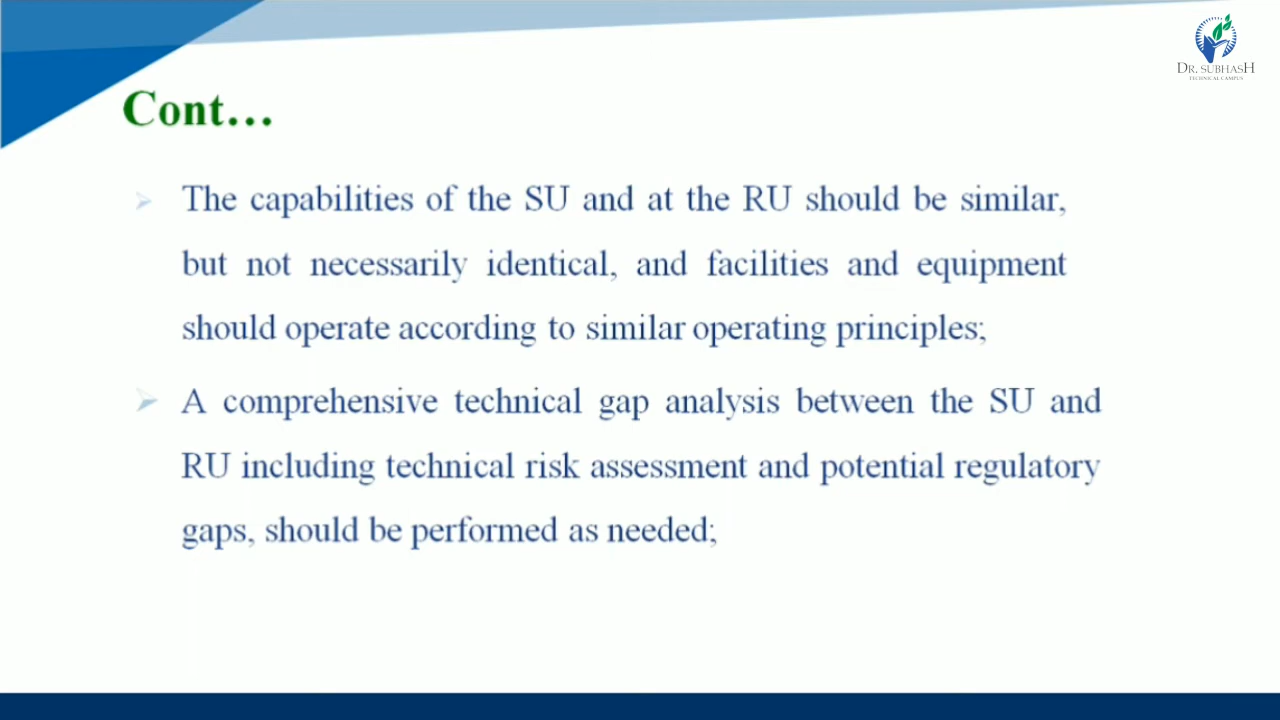 DR. SUBHASH
TECHNICAL CAMPUS
Cont...
The capabilities of the SU and at the RU should be similar,
but not necessarily identical, and facilities and equipment
should operate according to similar operating principles;
A comprehensive technical gap analysis between the SU and
RU including technical risk assessment and potential regulatory
gaps, should be performed as needed;